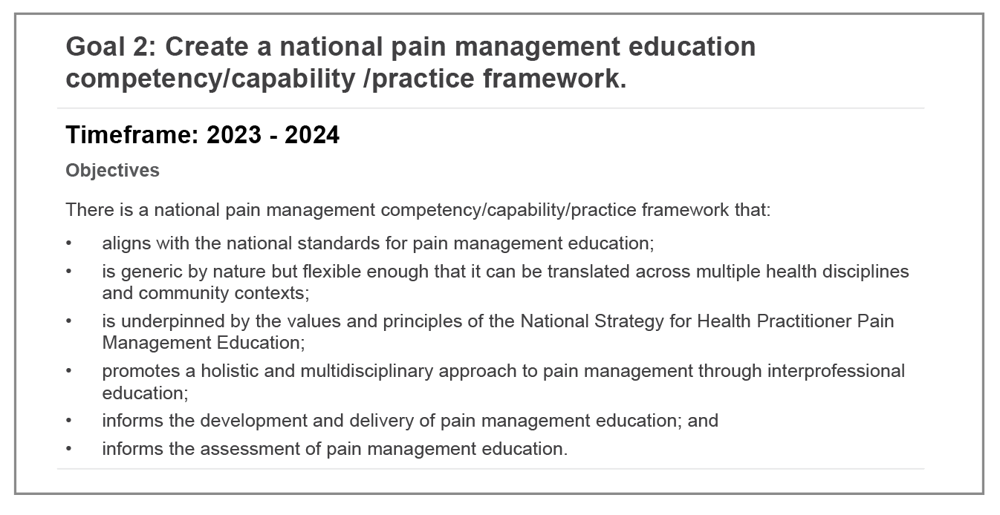 Goal 2: Create a national pain management education
competency/capability /practice framework.
Timeframe: 2023 - 2024
Objectives
There is a national pain management competency/capability/practice framework that:
• aligns with the national standards for pain management education;
• is generic by nature but flexible enough that it can be translated across multiple health disciplines
and community contexts;
• is underpinned by the values and principles of the National Strategy for Health Practitioner Pain
Management Education;
• promotes a holistic and multidisciplinary approach to pain management through interprofessional
education;
• informs the development and delivery of pain management education; and
• informs the assessment of pain management education.